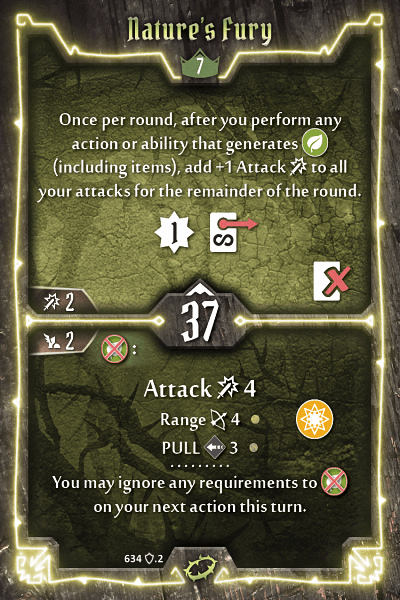 Nature's Fury
7
Once per round, after you perform any
action or ability that generates
(including items), add +1 Attack to all
your attacks for the remainder of the round.
1 S
2
37
2
:
Attack 4
Range 4
PULL 3
You may ignore any requirements to
on your next action this turn.
634 .2